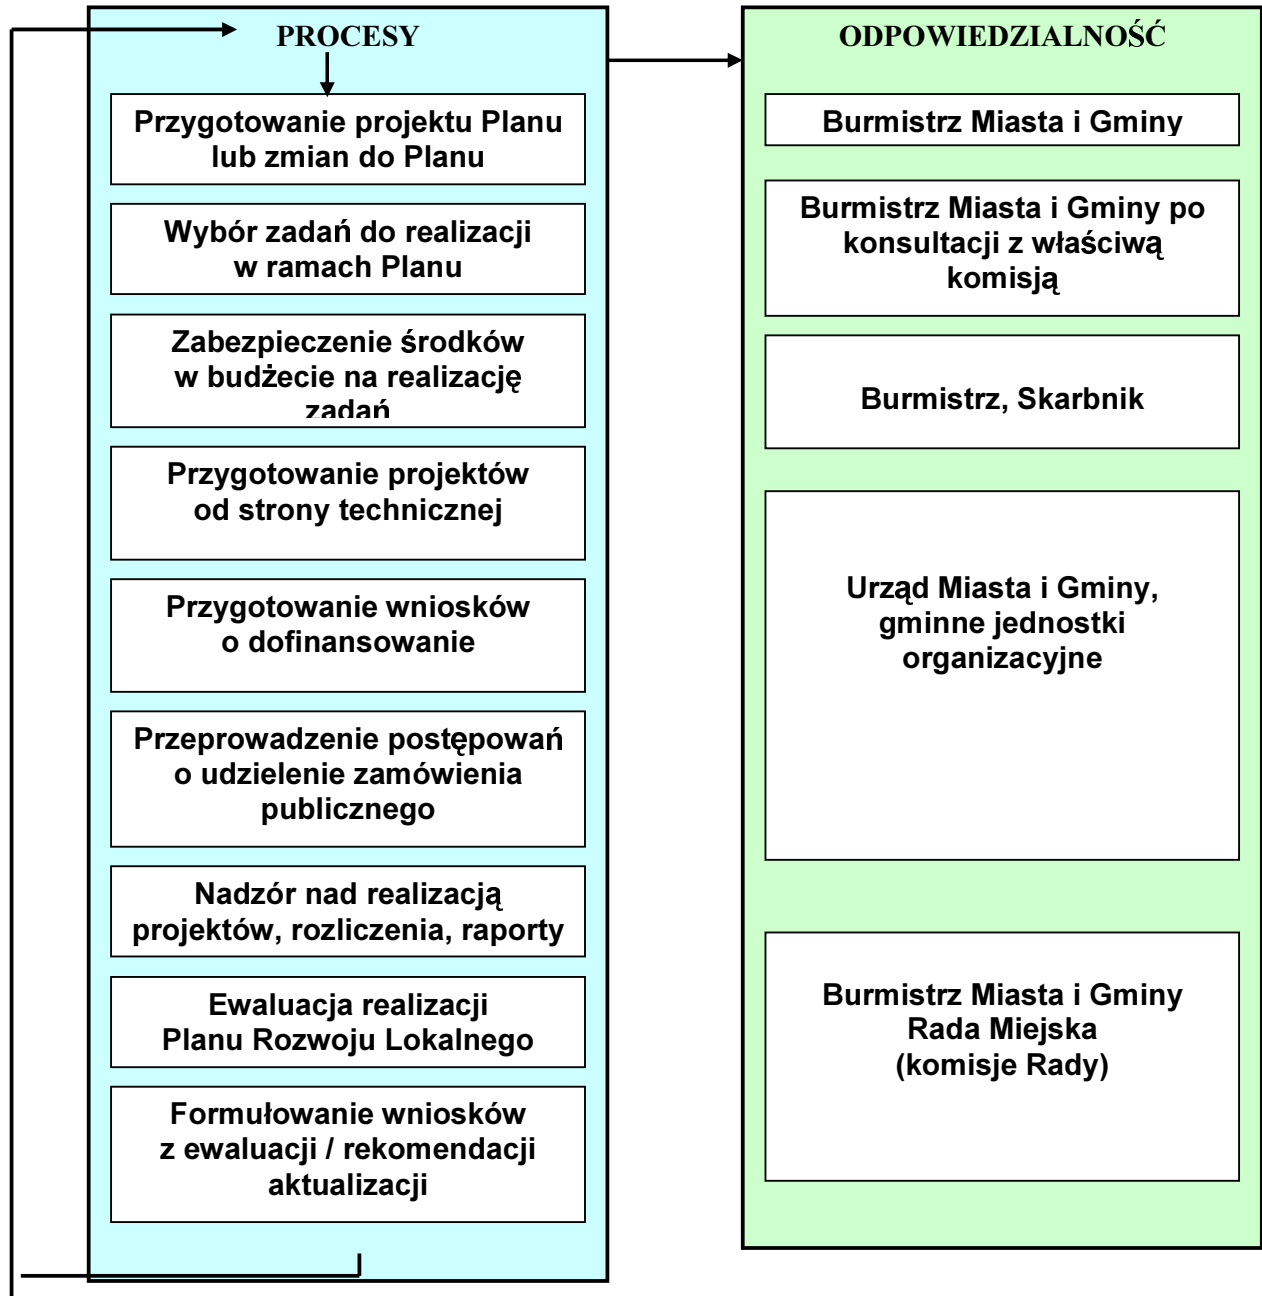 PROCESY
Przygotowanie projektu Planu
lub zmian do Planu
Wybór zadań do realizacji
w ramach Planu
Zabezpieczenie środków
w budżecie na realizację
zadań
Przygotowanie projektów
od strony technicznej
Przygotowanie wniosków
o dofinansowanie
Przeprowadzenie postępowań
o udzielenie zamówienia
publicznego
Nadzór nad realizacją
projektów, rozliczenia, raporty
Ewaluacja realizacji
Planu Rozwoju Lokalnego
Formułowanie wniosków
z ewaluacji / rekomendacji
aktualizacji
ODPOWIEDZIALNOŚĆ
Burmistrz Miasta i Gminy
Burmistrz Miasta i Gminy po
konsultacji z właściwą
komisją
Burmistrz, Skarbnik
Urząd Miasta i Gminy,
gminne jednostki
organizacyjne
Burmistrz Miasta i Gminy
Rada Miejska
(komisje Rady)